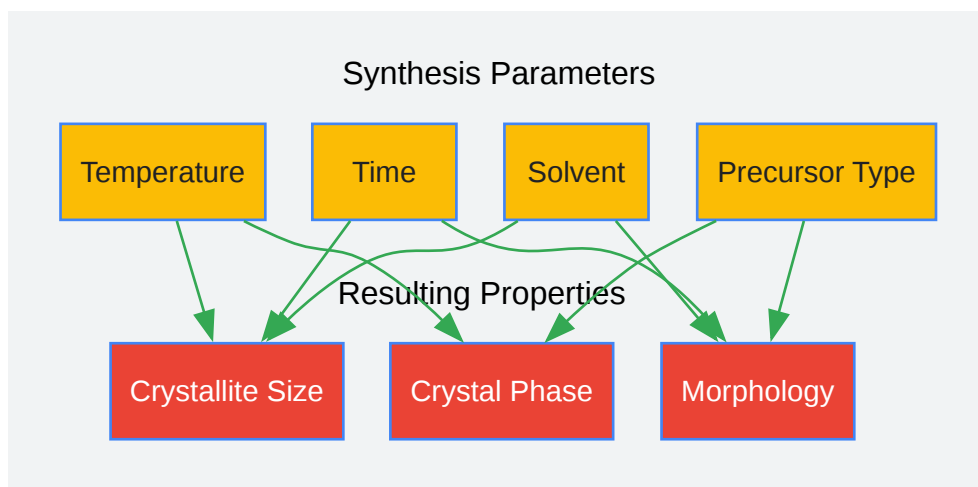 Synthesis Parameters
Temperature
Time
Solvent
Precursor Type
Resulting Properties
Crystallite Size
Crystal Phase
Morphology